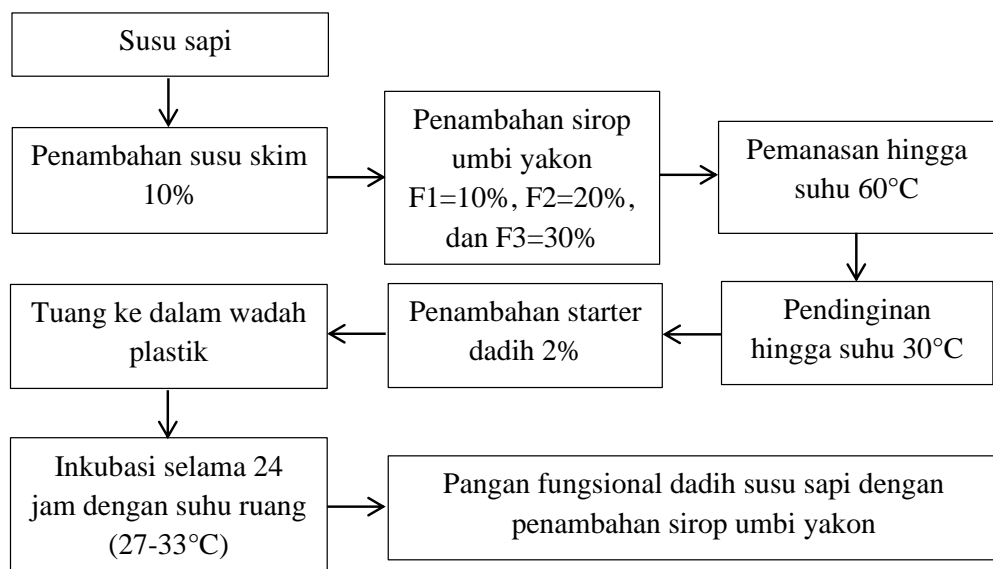 Susu sapi
Penambahan susu skim
10%
Penambahan sirop
umbi yakon
F1=10%, F2=20%,
dan F3=30%
Pemanasan hingga
suhu 60°C
Pendinginan
hingga suhu 30°C
Penambahan starter
dadih 2%
Tuang ke dalam wadah
plastik
Inkubasi selama 24
jam dengan suhu ruang
(27-33°C)
Pangan fungsional dadih susu sapi dengan
penambahan sirop umbi yakon